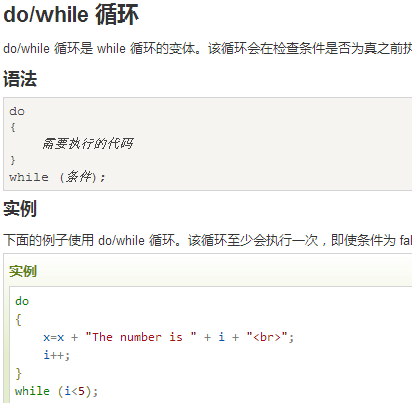 do/while 循环
do/while 循环是 while 循环的变体。该循环会在检查条件是否为真之前执
语法
do
{
需要执行的代码
}
while (条件);
实例
下面的例子使用 do/while 循环。该循环至少会执行一次，即使条件为 fal
实例
do
{
x=x + "The number is " + i + "<br>";
i++;
}
while (i<5);